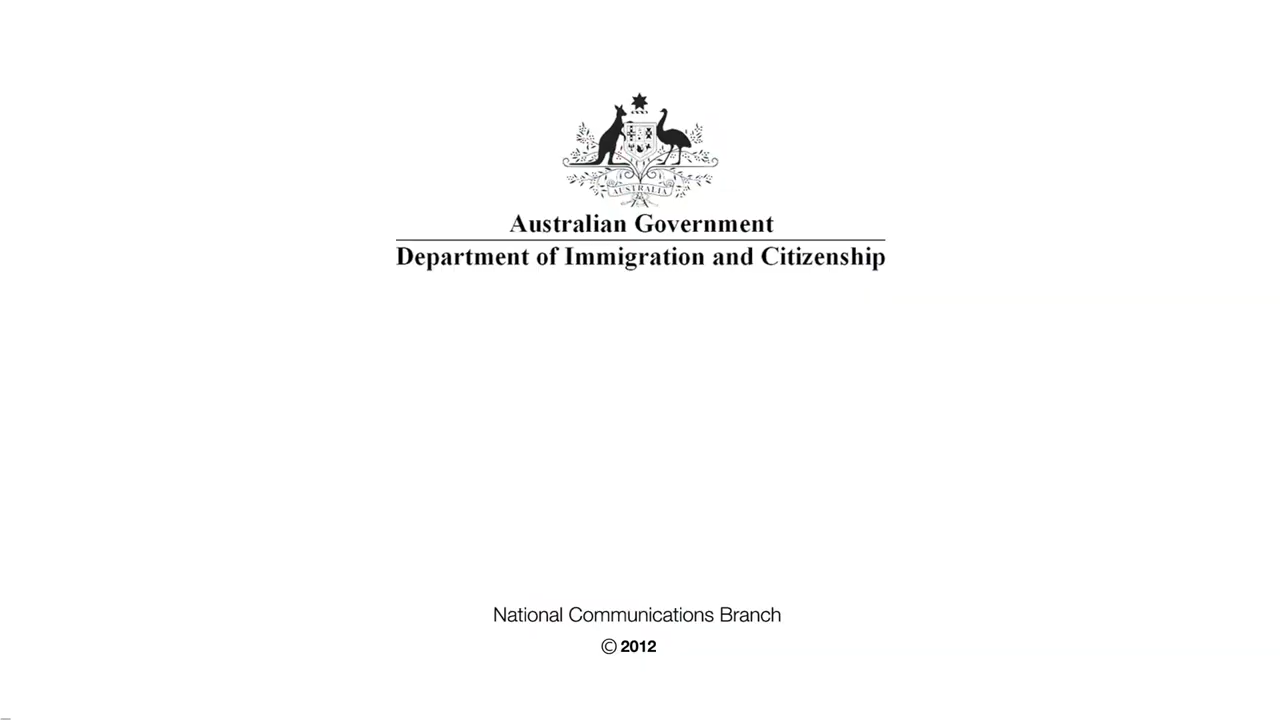 AUSTRALIA
Australian Government
Department of Immigration and Citizenship
National Communications Branch
© 2012